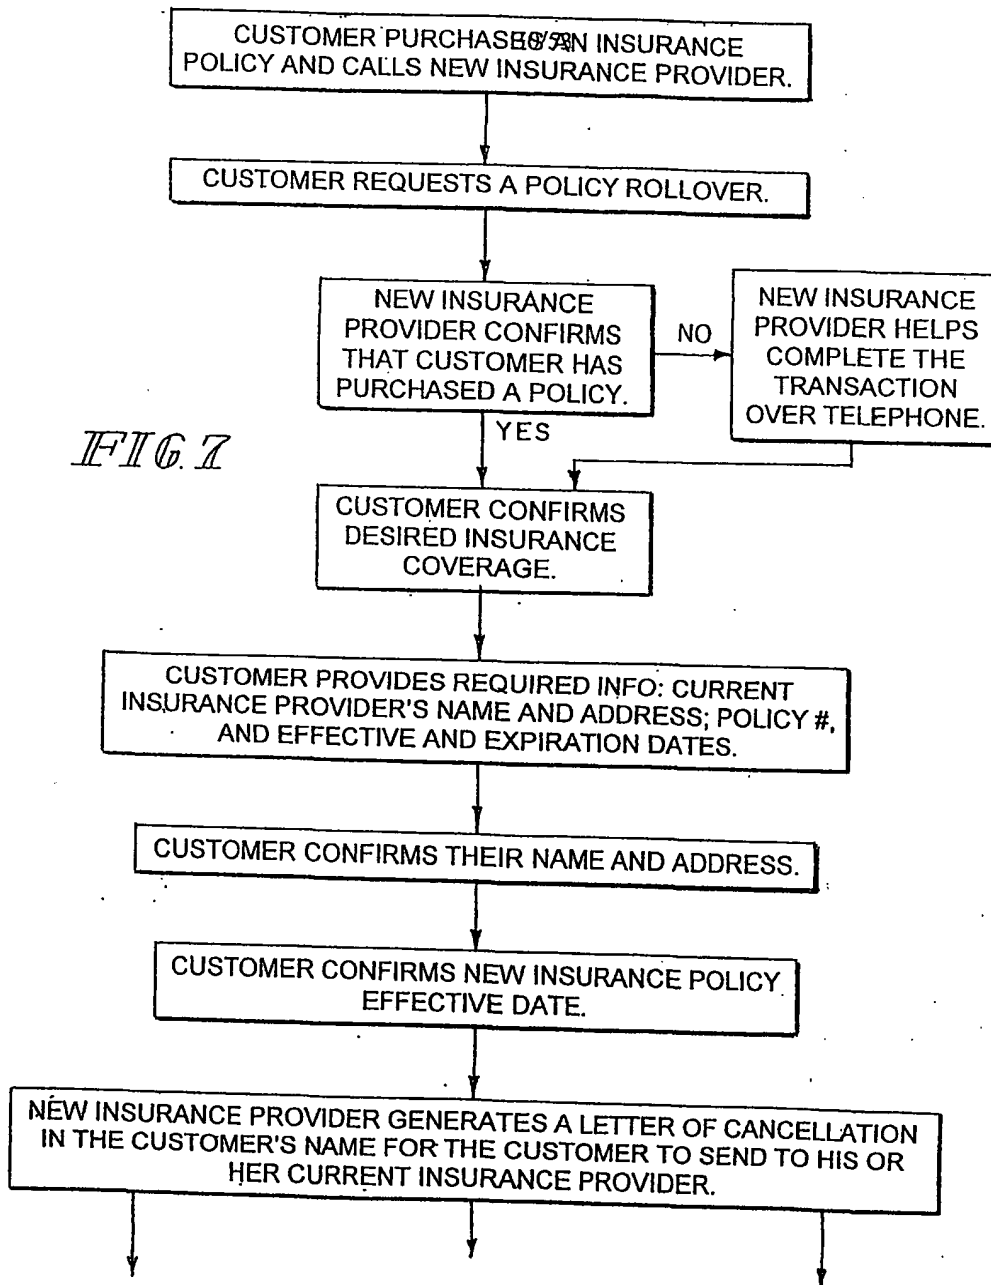 CUSTOMER PURCHASES AN INSURANCE
POLICY AND CALLS NEW INSURANCE PROVIDER.
CUSTOMER REQUESTS A POLICY ROLLOVER.
NEW INSURANCE
PROVIDER CONFIRMS
THAT CUSTOMER HAS
PURCHASED A POLICY.
NO
NEW INSURANCE
PROVIDER HELPS
COMPLETE THE
TRANSACTION
OVER TELEPHONE.
YES
FIG. 7
CUSTOMER CONFIRMS
DESIRED INSURANCE
COVERAGE.
CUSTOMER PROVIDES REQUIRED INFO: CURRENT
INSURANCE PROVIDER'S NAME AND ADDRESS; POLICY #,
AND EFFECTIVE AND EXPIRATION DATES.
CUSTOMER CONFIRMS THEIR NAME AND ADDRESS.
CUSTOMER CONFIRMS NEW INSURANCE POLICY
EFFECTIVE DATE.
NEW INSURANCE PROVIDER GENERATES A LETTER OF CANCELLATION
IN THE CUSTOMER'S NAME FOR THE CUSTOMER TO SEND TO HIS OR
HER CURRENT INSURANCE PROVIDER.